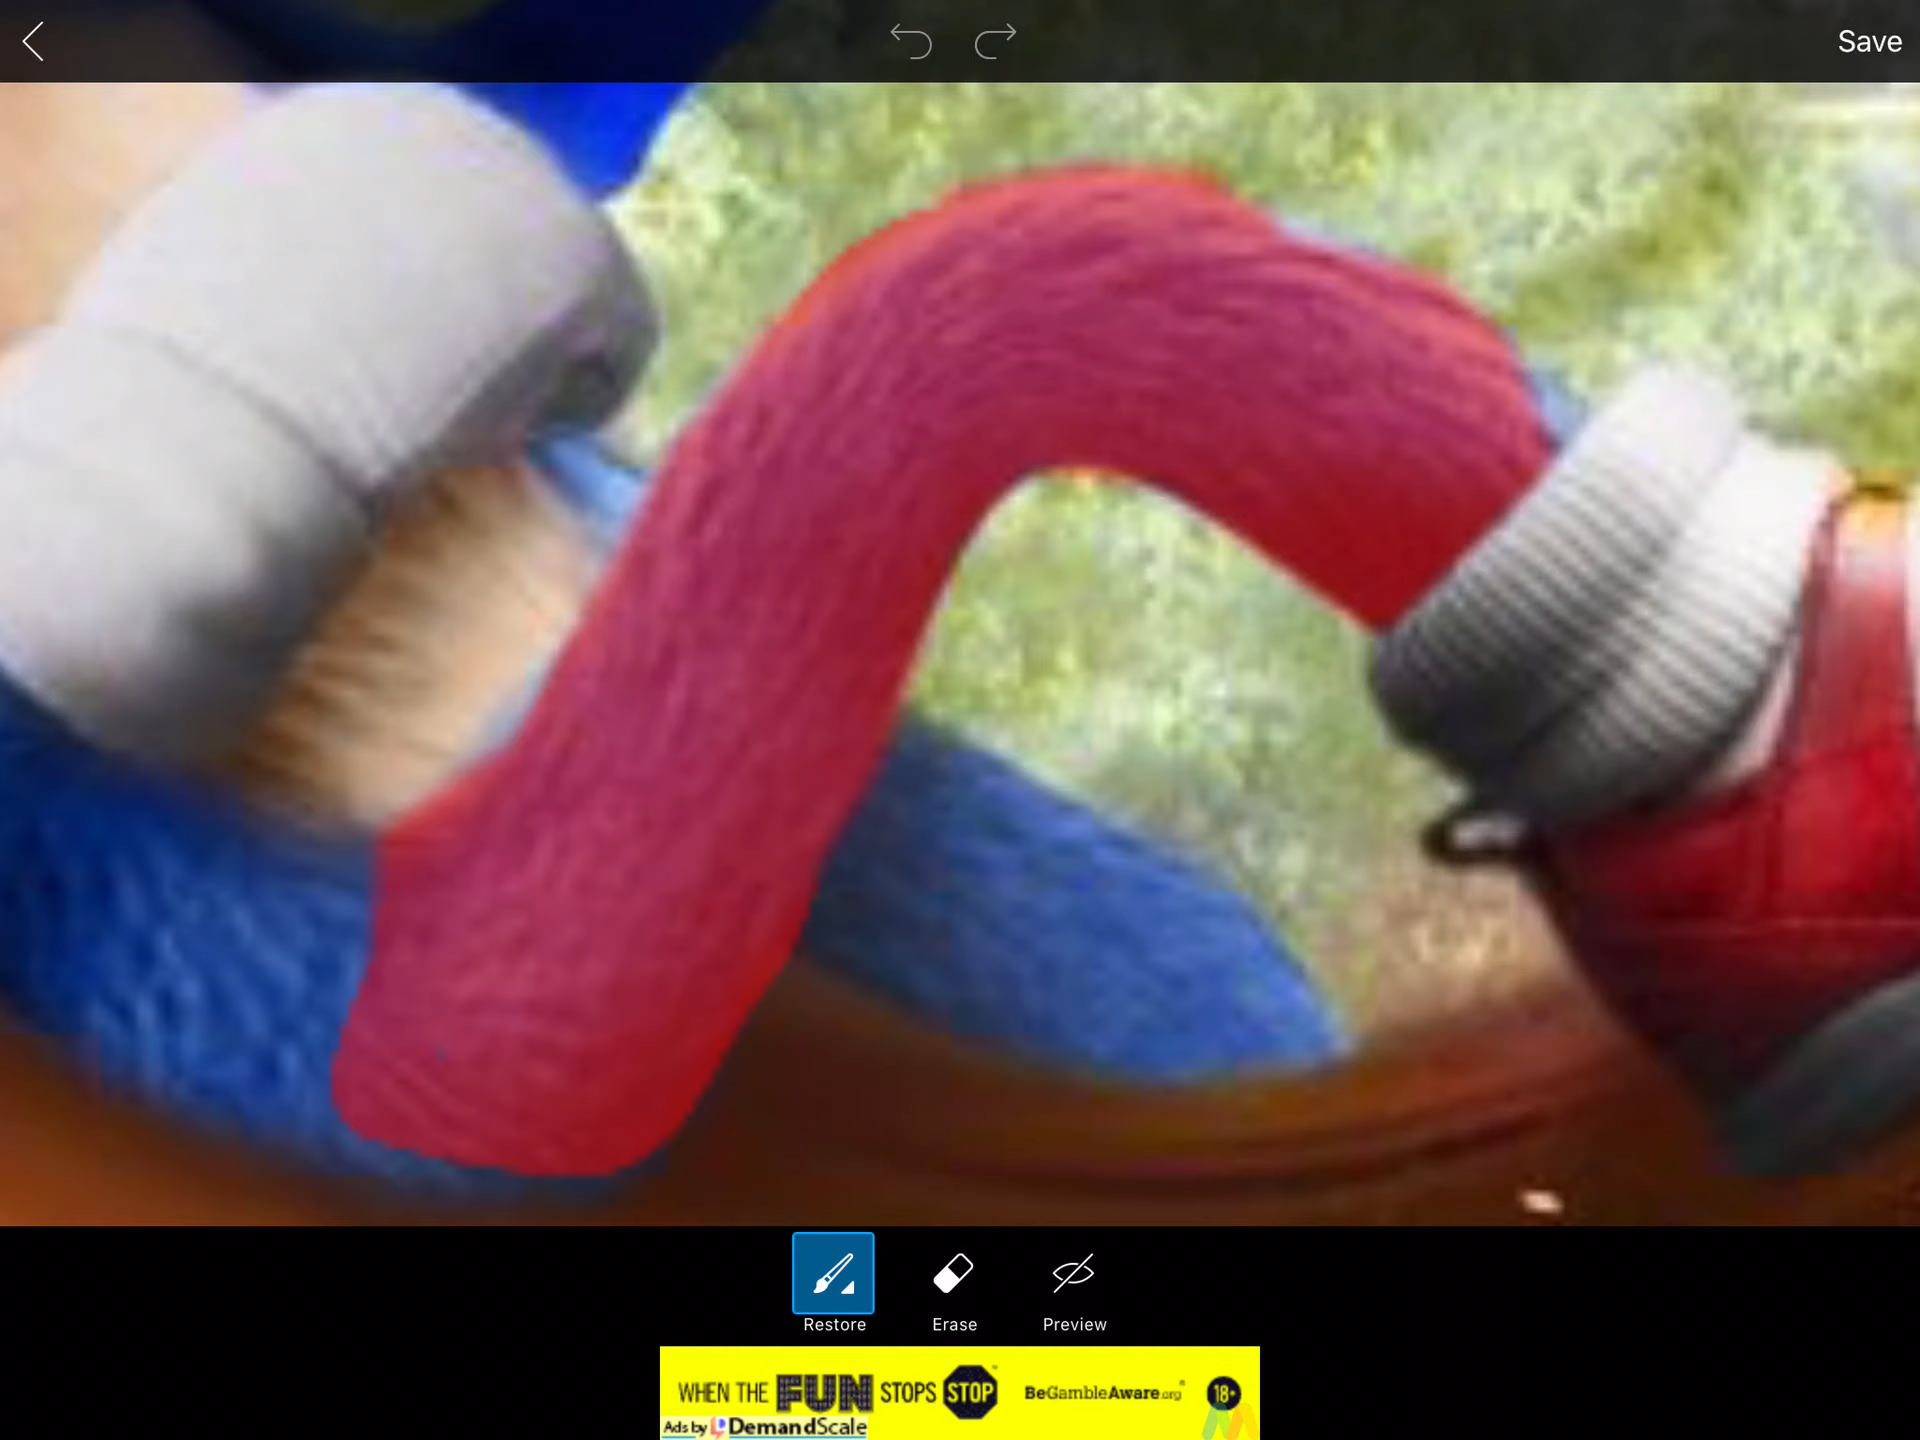 Save
Restore
Erase
Preview
WHEN THE FUN STOPS STOP
BeGambleAware.org®
18+
Ads by DemandScale